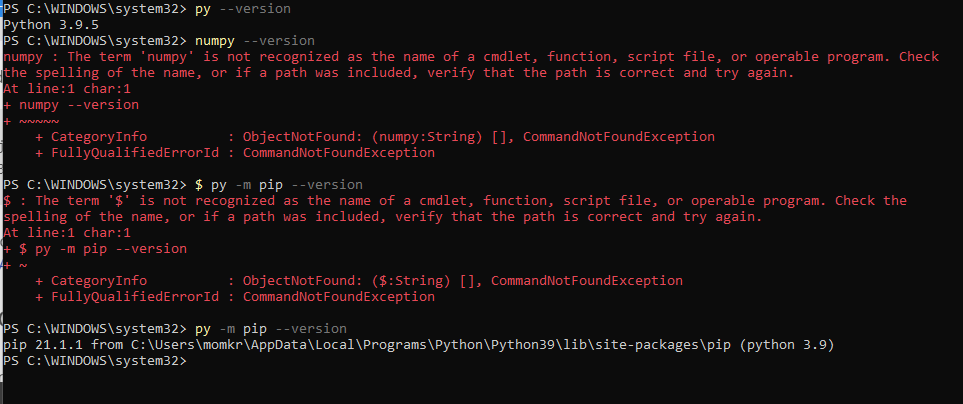 PS C:\WINDOWS\system32> py --version
Python 3.9.5
PS C:\WINDOWS\system32> numpy --version
numpy : The term 'numpy' is not recognized as the name of a cmdlet, function, script file, or operable program. Check
the spelling of the name, or if a path was included, verify that the path is correct and try again.
At line:1 char:1
+ numpy --version
+ ~~~~~
    + CategoryInfo          : ObjectNotFound: (numpy:String) [], CommandNotFoundException
    + FullyQualifiedErrorId : CommandNotFoundException
PS C:\WINDOWS\system32> $ py -m pip --version
$ : The term '$' is not recognized as the name of a cmdlet, function, script file, or operable program. Check the
spelling of the name, or if a path was included, verify that the path is correct and try again.
At line:1 char:1
+ $ py -m pip --version
+ ~
    + CategoryInfo          : ObjectNotFound: ($:String) [], CommandNotFoundException
    + FullyQualifiedErrorId : CommandNotFoundException
PS C:\WINDOWS\system32> py -m pip --version
pip 21.1.1 from C:\Users\momkr\AppData\Local\Programs\Python\Python39\lib\site-packages\pip (python 3.9)
PS C:\WINDOWS\system32>